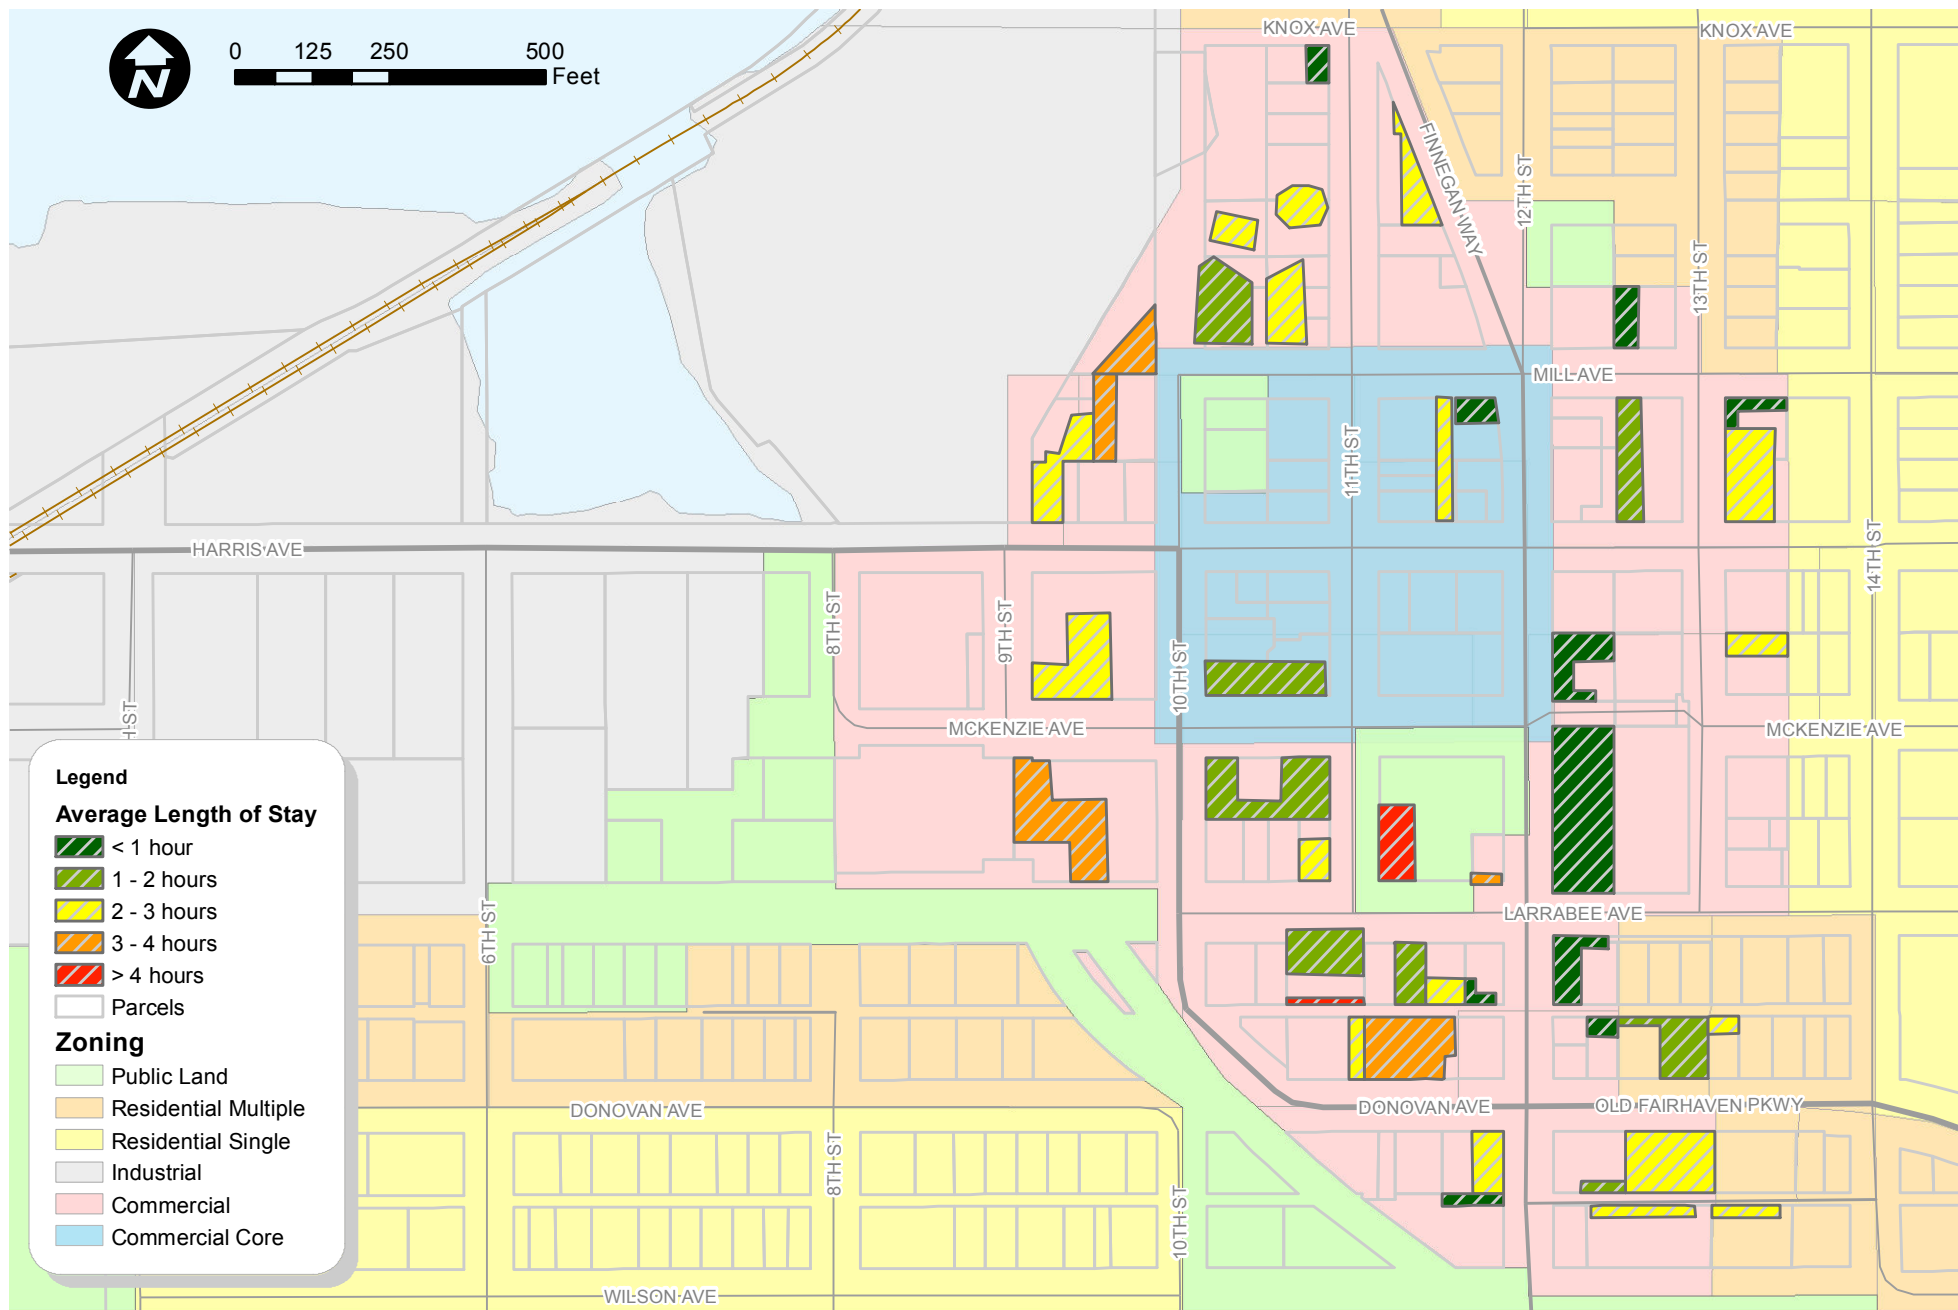 N
0 125 250 500
Feet
KNOX AVE
KNOX AVE
FINNEGAN WAY
12TH ST
13TH ST
MILL AVE
11TH ST
14TH ST
HARRIS AVE
8TH ST
9TH ST
10TH ST
H ST
MCKENZIE AVE
MCKENZIE AVE
LARRABEE AVE
6TH ST
DONOVAN AVE
DONOVAN AVE
OLD FAIRHAVEN PKWY
8TH ST
10TH ST
WILSON AVE
Legend
Average Length of Stay
< 1 hour
1 - 2 hours
2 - 3 hours
3 - 4 hours
> 4 hours
Parcels
Zoning
Public Land
Residential Multiple
Residential Single
Industrial
Commercial
Commercial Core